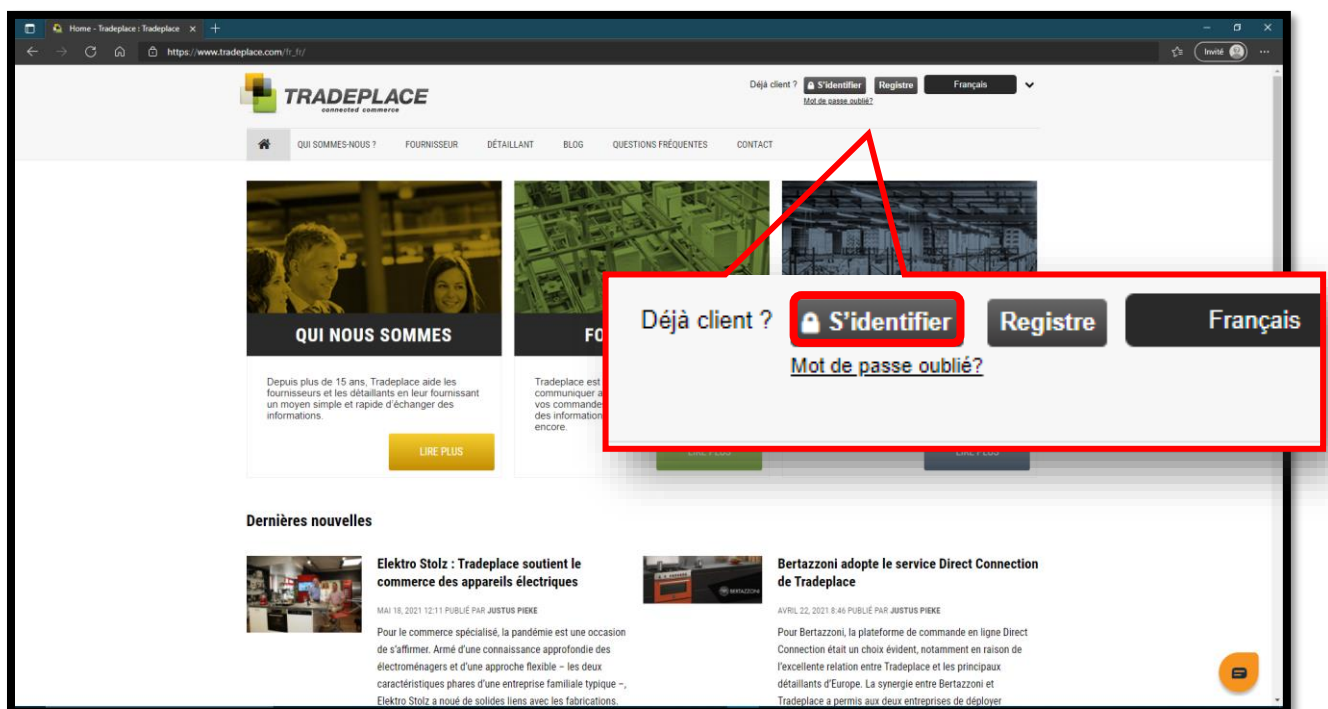 Home - Tradeplace : Tradeplace
https://www.tradeplace.com/fr_fr/
Invité
TRADEPLACE
connected commerce
Déjà client ? S'identifier Registre Français
Mot de passe oublié?
QUI SOMMES-NOUS ? FOURNISSEUR DÉTAILLANT BLOG QUESTIONS FRÉQUENTES CONTACT
QUI NOUS SOMMES
Depuis plus de 15 ans, Tradeplace aide les
fournisseurs et les détaillants en leur fournissant
un moyen simple et rapide d'échanger des
informations.
LIRE PLUS
FO
Tradeplace est
communiquer a
vos commande
des information
encore.
LIRE PLUS
LIRE PLUS
Déjà client ? S'identifier Registre Français
Mot de passe oublié?
Dernières nouvelles
Elektro Stolz : Tradeplace soutient le
commerce des appareils électriques
MAI 18, 2021 12:11 PUBLIÉ PAR JUSTUS PIEKE
Pour le commerce spécialisé, la pandémie est une occasion
de s'affirmer. Armé d'une connaissance approfondie des
électroménagers et d'une approche flexible – les deux
caractéristiques phares d'une entreprise familiale typique –,
Elektro Stolz a noué de solides liens avec les fabrications.
BERTAZZONI
Bertazzoni adopte le service Direct Connection
de Tradeplace
AVRIL 22, 2021 8:46 PUBLIÉ PAR JUSTUS PIEKE
Pour Bertazzoni, la plateforme de commande en ligne Direct
Connection était un choix évident, notamment en raison de
l'excellente relation entre Tradeplace et les principaux
détaillants d'Europe. La synergie entre Bertazzoni et
Tradeplace a permis aux deux entreprises de déployer